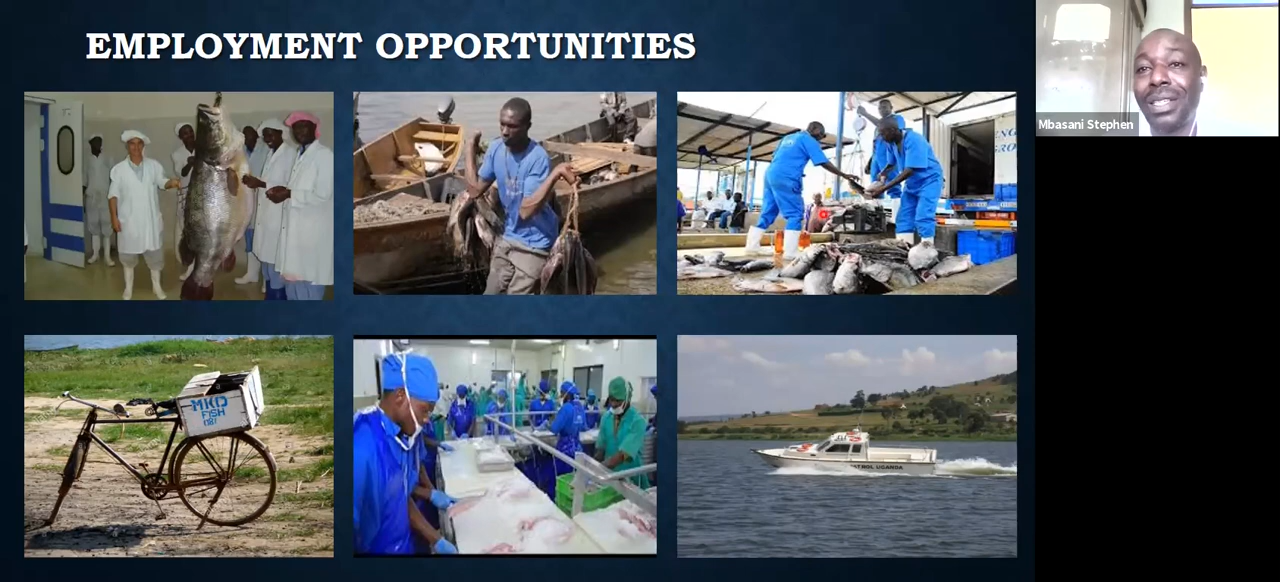 EMPLOYMENT OPPORTUNITIES
Mbasani Stephen
MKD
FISH
PATROL UGANDA